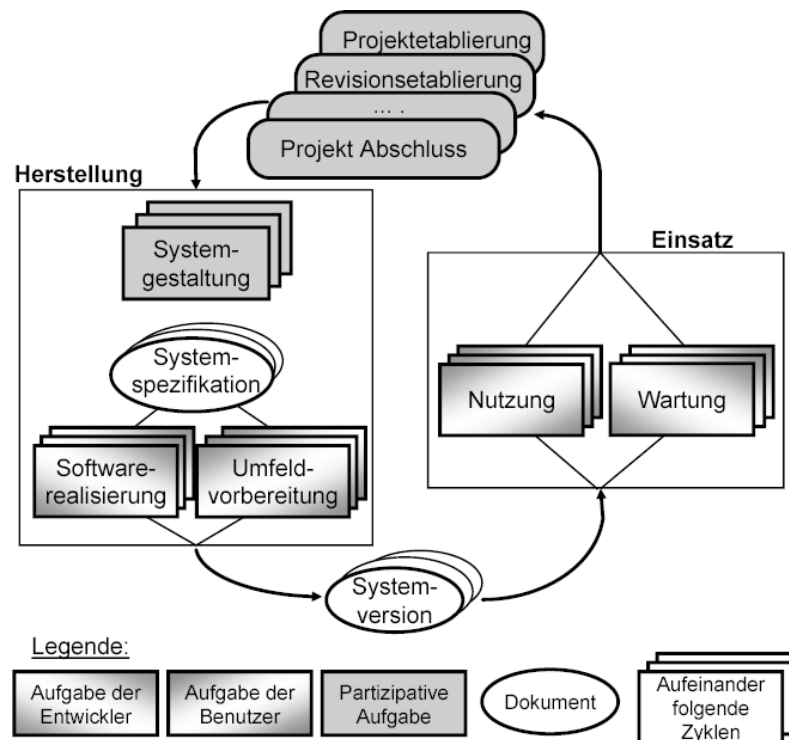 Projektetablierung
Revisionsetablierung
... .
Projekt Abschluss
Herstellung
System-
gestaltung
System-
spezifikation
Software-
realisierung
Umfeld-
vorbereitung
Einsatz
Nutzung
Wartung
System-
version
Legende:
Aufgabe der
Entwickler
Aufgabe der
Benutzer
Partizipative
Aufgabe
Dokument
Aufeinander
folgende
Zyklen